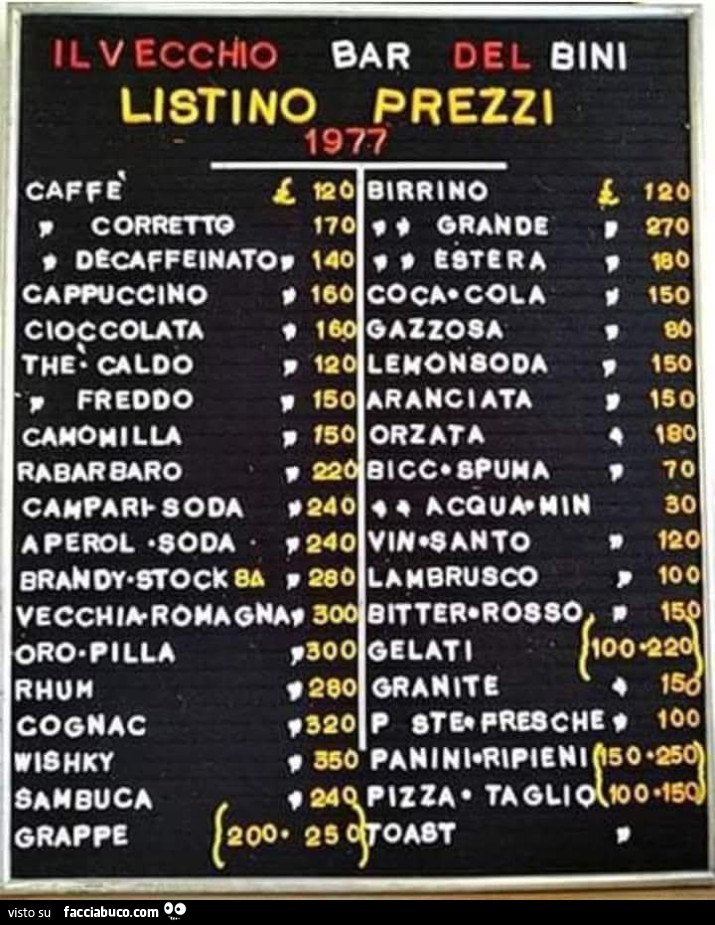 IL VECCHIO BAR DEL BINI
LISTINO PREZZI
1977
CAFFÈ £ 120
" CORRETTO 170
" DECAFFEINATO " 140
CAPPUCCINO " 160
CIOCCOLATA " 160
THE' CALDO " 120
" FREDDO " 150
CAMOMILLA " 150
RABARBARO " 220
CAMPARI-SODA " 240
APEROL •SODA • " 240
BRANDY•STOCK 84 " 280
VECCHIA•ROMAGNA " 300
ORO•PILLA " 300
RHUM " 280
COGNAC " 320
WISHKY " 350
SAMBUCA " 240
GRAPPE (200• 250)
BIRRINO £ 120
" " GRANDE " 270
" " ESTERA " 180
COCA•COLA " 150
GAZZOSA " 80
LEMONSODA " 150
ARANCIATA " 150
ORZATA " 180
BICC•SPUMA " 70
" " ACQUA•MIN 30
VIN•SANTO " 120
LAMBRUSCO " 100
BITTER•ROSSO " 150
GELATI (100•220)
GRANITE " 150
P STE•FRESCHE " 100
PANINI•RIPIENI (150•250)
PIZZA• TAGLIO (100•150)
TOAST "
visto su facciabuco.com